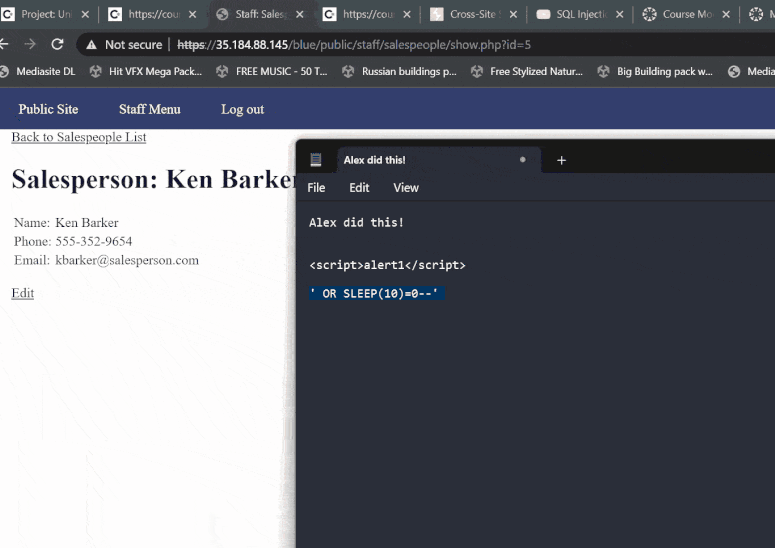 Project: Un
https://cou
Staff: Sales
https://cou
Cross-Site S
SQL Injectio
Course Mo
M
Not secure | https://35.184.88.145/blue/public/staff/salespeople/show.php?id=5
Mediasite DL
Hit VFX Mega Pack...
FREE MUSIC - 50 T...
Russian buildings p...
Free Stylized Natur...
Big Building pack w...
Media
Public Site
Staff Menu
Log out
Back to Salespeople List
Salesperson: Ken Barker
Name: Ken Barker
Phone: 555-352-9654
Email: kbarker@salesperson.com
Edit
Alex did this!
File
Edit
View
Alex did this!
<script>alert1</script>
' OR SLEEP(10)=0--'